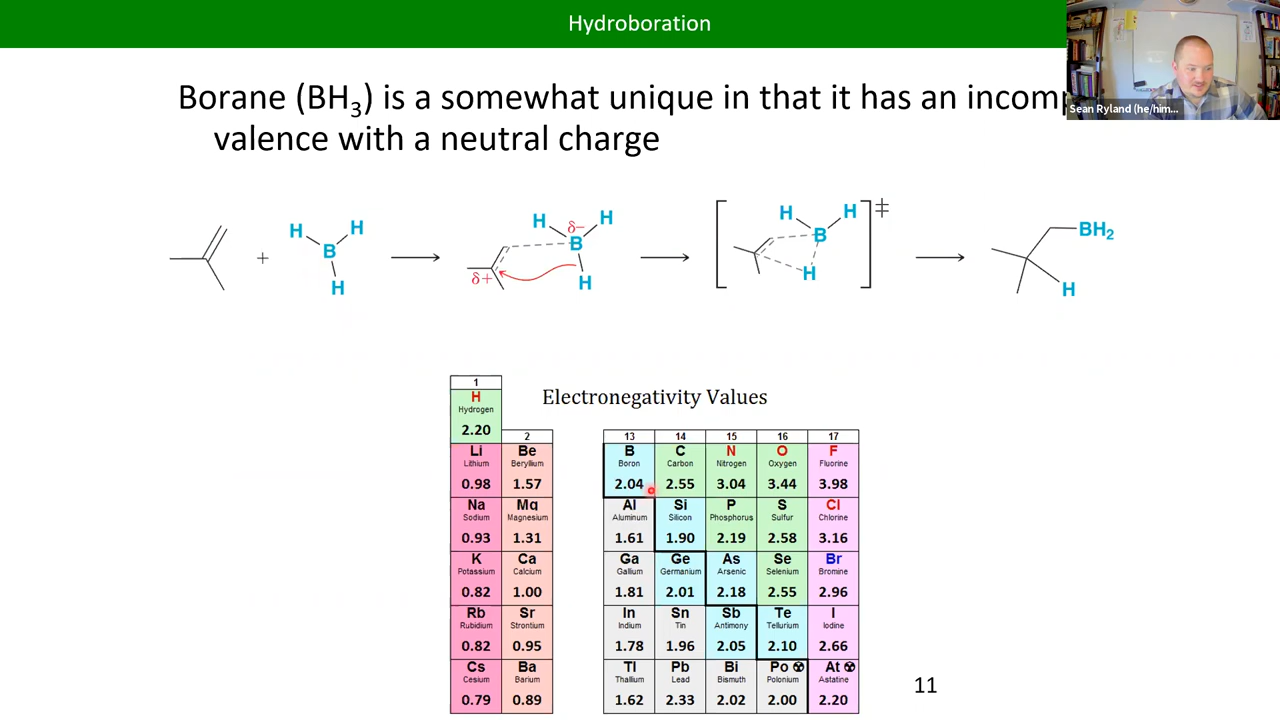 Hydroboration
Sean Ryland (he/him...
Borane (BH₃) is a somewhat unique in that it has an incomp
valence with a neutral charge
+ H H B H
δ+ H δ− H B H
H H B H ‡
BH₂ H
Electronegativity Values
1
H
Hydrogen
2.20
2 13 14 15 16 17
Li Be B C N O F
Lithium Beryllium Boron Carbon Nitrogen Oxygen Fluorine
0.98 1.57 2.04 2.55 3.04 3.44 3.98
Na Mg Al Si P S Cl
Sodium Magnesium Aluminum Silicon Phosphorus Sulfur Chlorine
0.93 1.31 1.61 1.90 2.19 2.58 3.16
K Ca Ga Ge As Se Br
Potassium Calcium Gallium Germanium Arsenic Selenium Bromine
0.82 1.00 1.81 2.01 2.18 2.55 2.96
Rb Sr In Sn Sb Te I
Rubidium Strontium Indium Tin Antimony Tellurium Iodine
0.82 0.95 1.78 1.96 2.05 2.10 2.66
Cs Ba Tl Pb Bi Po At
Cesium Barium Thallium Lead Bismuth Polonium Astatine
0.79 0.89 1.62 2.33 2.02 2.00 2.20
11